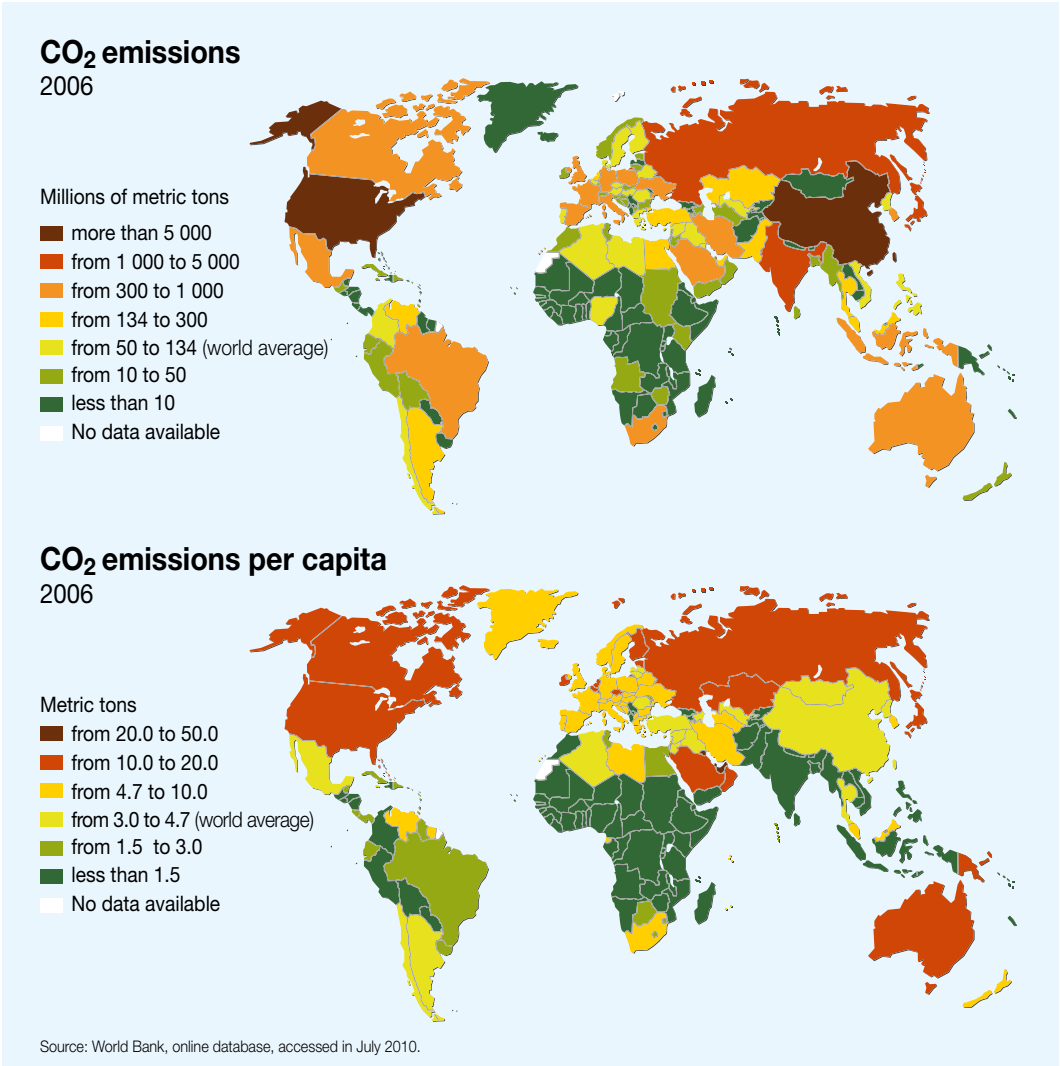 CO2 emissions
2006
Millions of metric tons
more than 5 000
from 1 000 to 5 000
from 300 to 1 000
from 134 to 300
from 50 to 134 (world average)
from 10 to 50
less than 10
No data available
CO2 emissions per capita
2006
Metric tons
from 20.0 to 50.0
from 10.0 to 20.0
from 4.7 to 10.0
from 3.0 to 4.7 (world average)
from 1.5 to 3.0
less than 1.5
No data available
Source: World Bank, online database, accessed in July 2010.